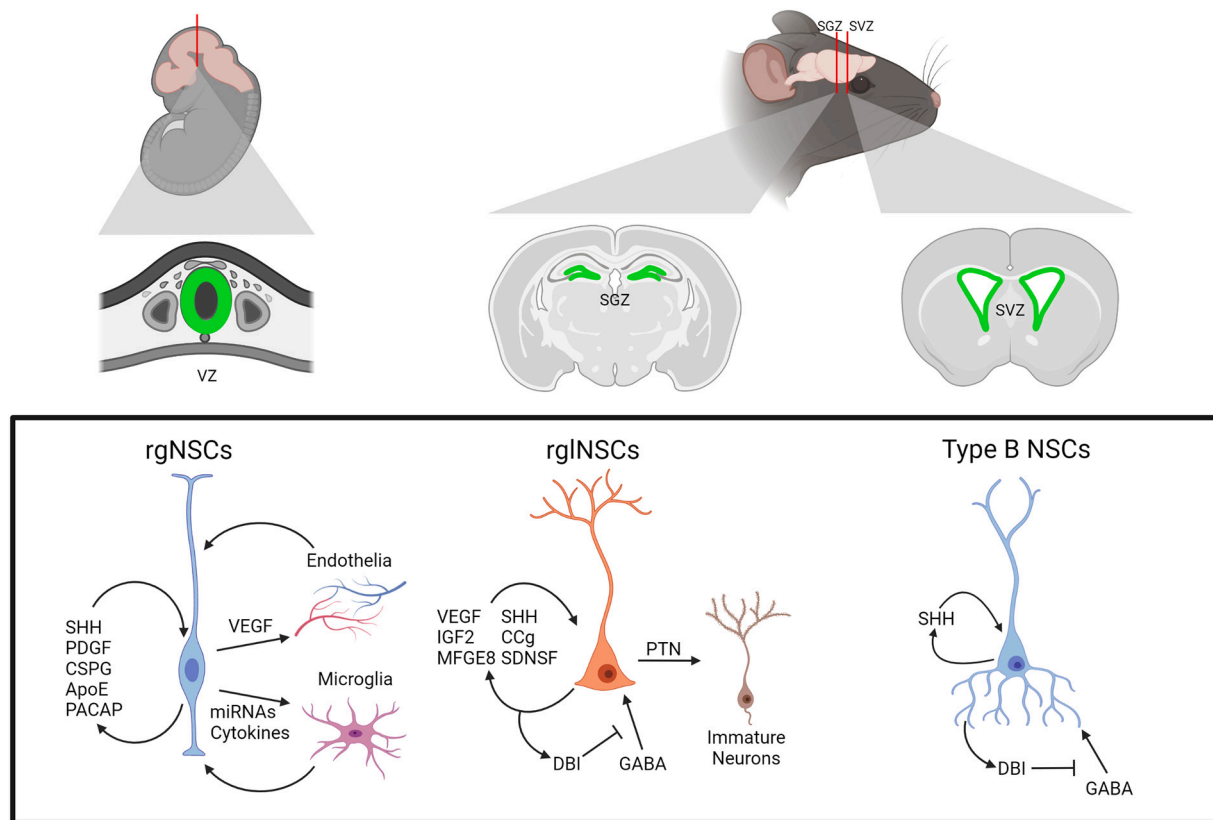 SGZ SVZ
VZ
SGZ
SVZ
rgNSCs
Endothelia
SHH
PDGF
CSPG
ApoE
PACAP
VEGF
Microglia
miRNAs
Cytokines
rglNSCs
VEGF SHH
IGF2 CCg
MFGE8 SDNSF
PTN
DBI
GABA
Immature
Neurons
Type B NSCs
SHH
DBI
GABA